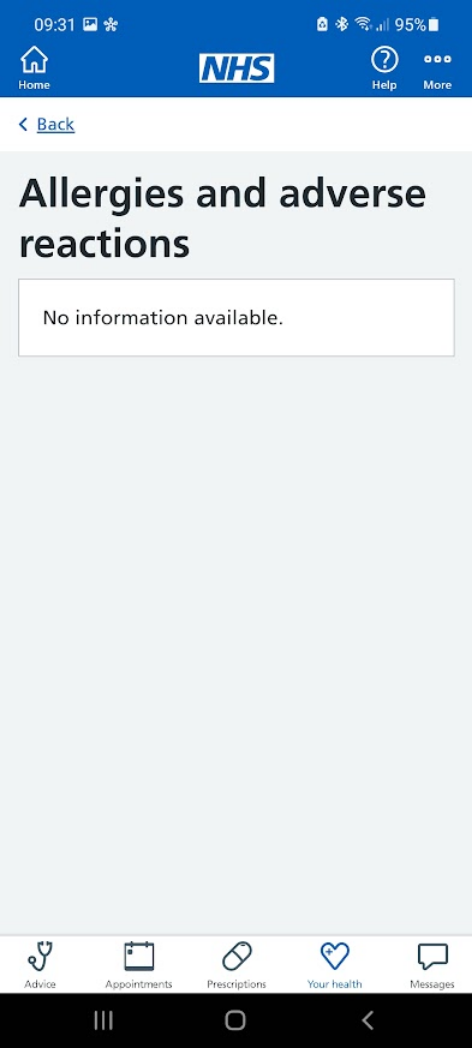 09:31 95%
NHS
Home Help More
Back
Allergies and adverse
reactions
No information available.
Advice Appointments Prescriptions Your health Messages